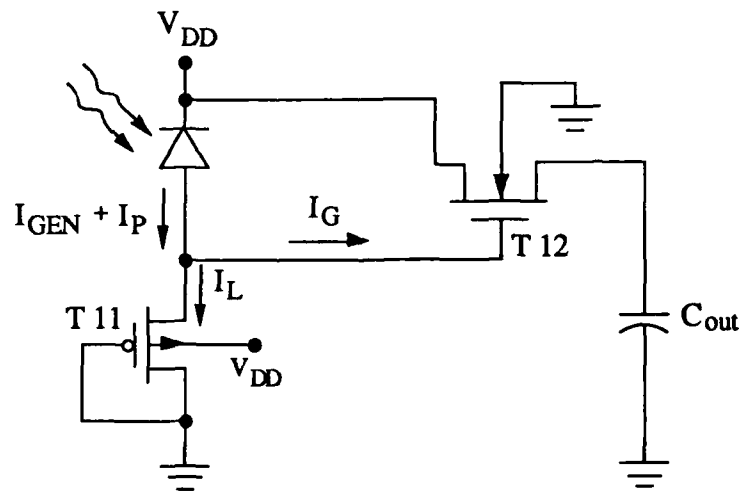 V_DD
I_GEN + I_P
I_G
T 12
I_L
T 11
V_DD
C_out